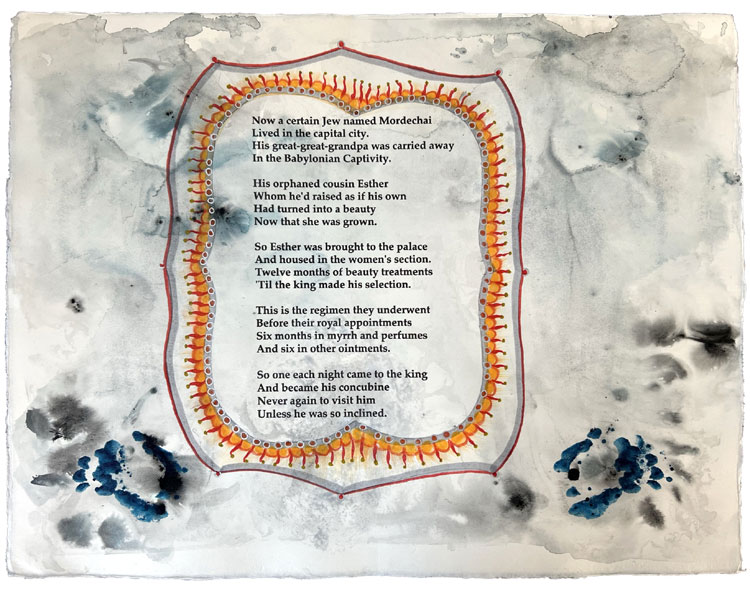 Now a certain Jew named Mordechai
Lived in the capital city.
His great-great-grandpa was carried away
In the Babylonian Captivity.
His orphaned cousin Esther
Whom he'd raised as if his own
Had turned into a beauty
Now that she was grown.
So Esther was brought to the palace
And housed in the women's section.
Twelve months of beauty treatments
'Til the king made his selection.
This is the regimen they underwent
Before their royal appointments
Six months in myrrh and perfumes
And six in other ointments.
So one each night came to the king
And became his concubine
Never again to visit him
Unless he was so inclined.